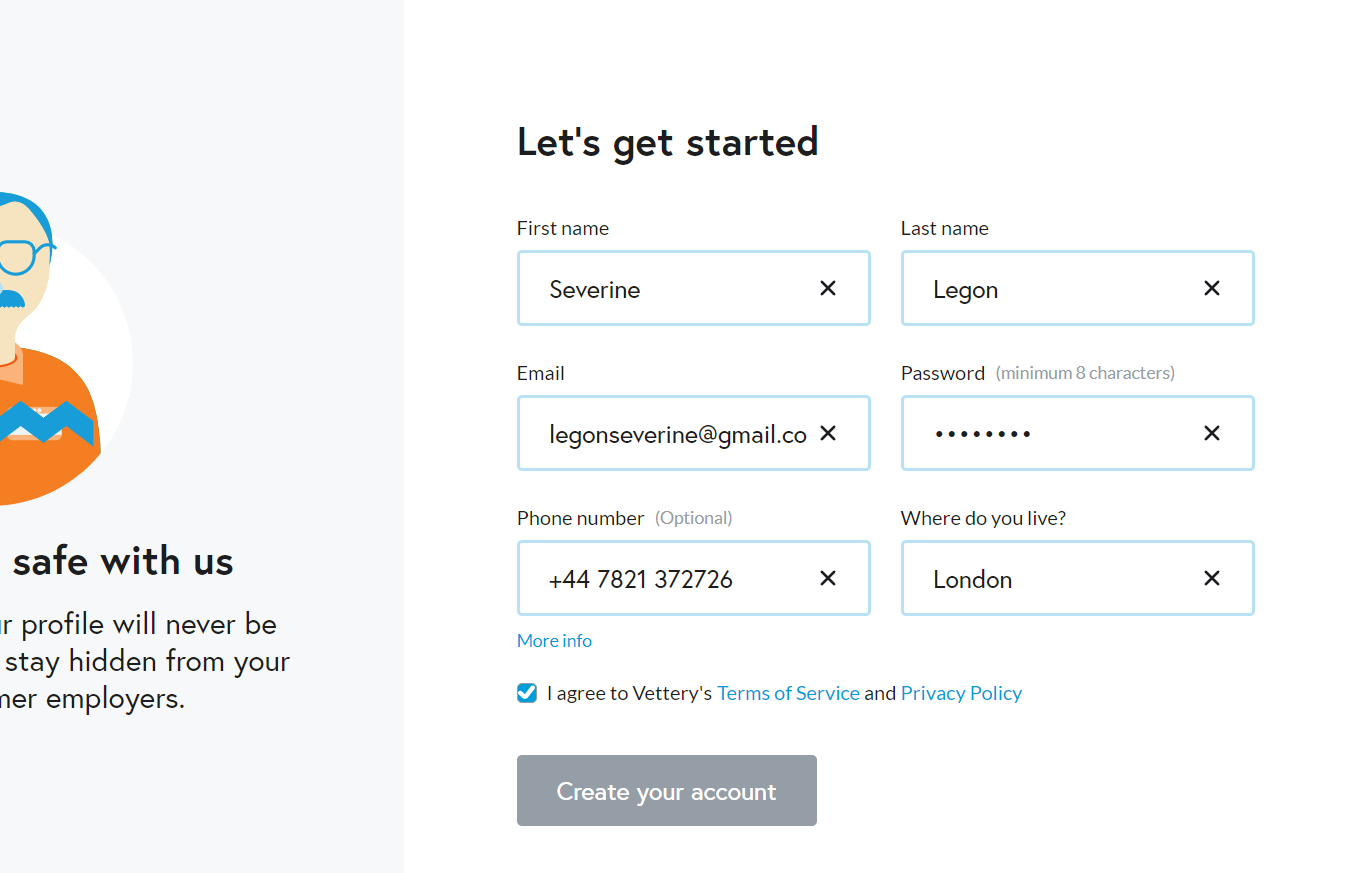 Let's get started
First name Last name
Severine Legon
Email Password (minimum 8 characters)
legonseverine@gmail.co ••••••••
Phone number (Optional) Where do you live?
+44 7821 372726 London
More info
I agree to Vettery's Terms of Service and Privacy Policy
Create your account
safe with us
profile will never be
stay hidden from your
employers.